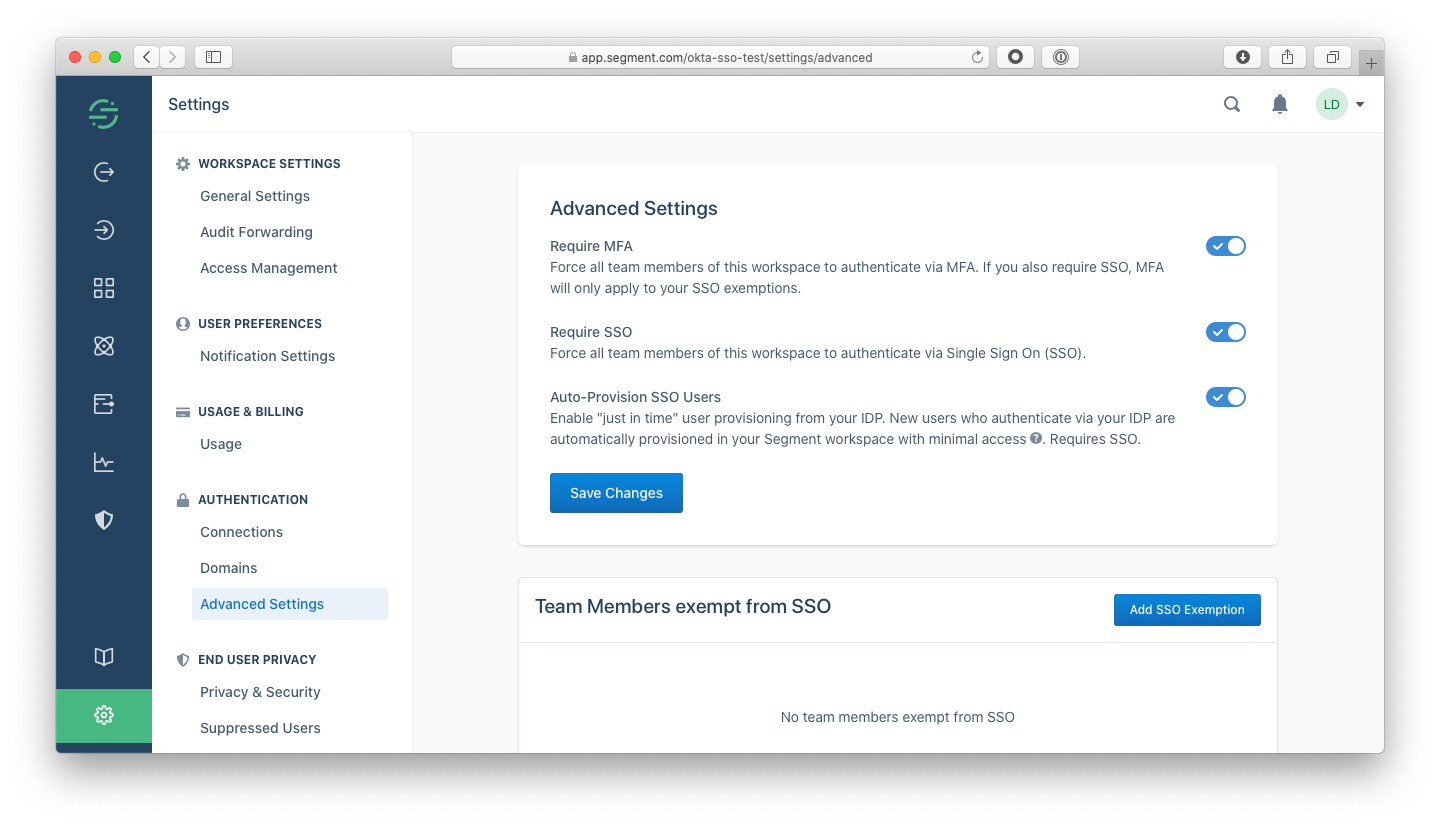 app.segment.com/okta-sso-test/settings/advanced
Settings
LD
WORKSPACE SETTINGS
General Settings
Audit Forwarding
Access Management
USER PREFERENCES
Notification Settings
USAGE & BILLING
Usage
AUTHENTICATION
Connections
Domains
Advanced Settings
END USER PRIVACY
Privacy & Security
Suppressed Users
Advanced Settings
Require MFA
Force all team members of this workspace to authenticate via MFA. If you also require SSO, MFA
will only apply to your SSO exemptions.
Require SSO
Force all team members of this workspace to authenticate via Single Sign On (SSO).
Auto-Provision SSO Users
Enable "just in time" user provisioning from your IDP. New users who authenticate via your IDP are
automatically provisioned in your Segment workspace with minimal access ?. Requires SSO.
Save Changes
Team Members exempt from SSO
Add SSO Exemption
No team members exempt from SSO